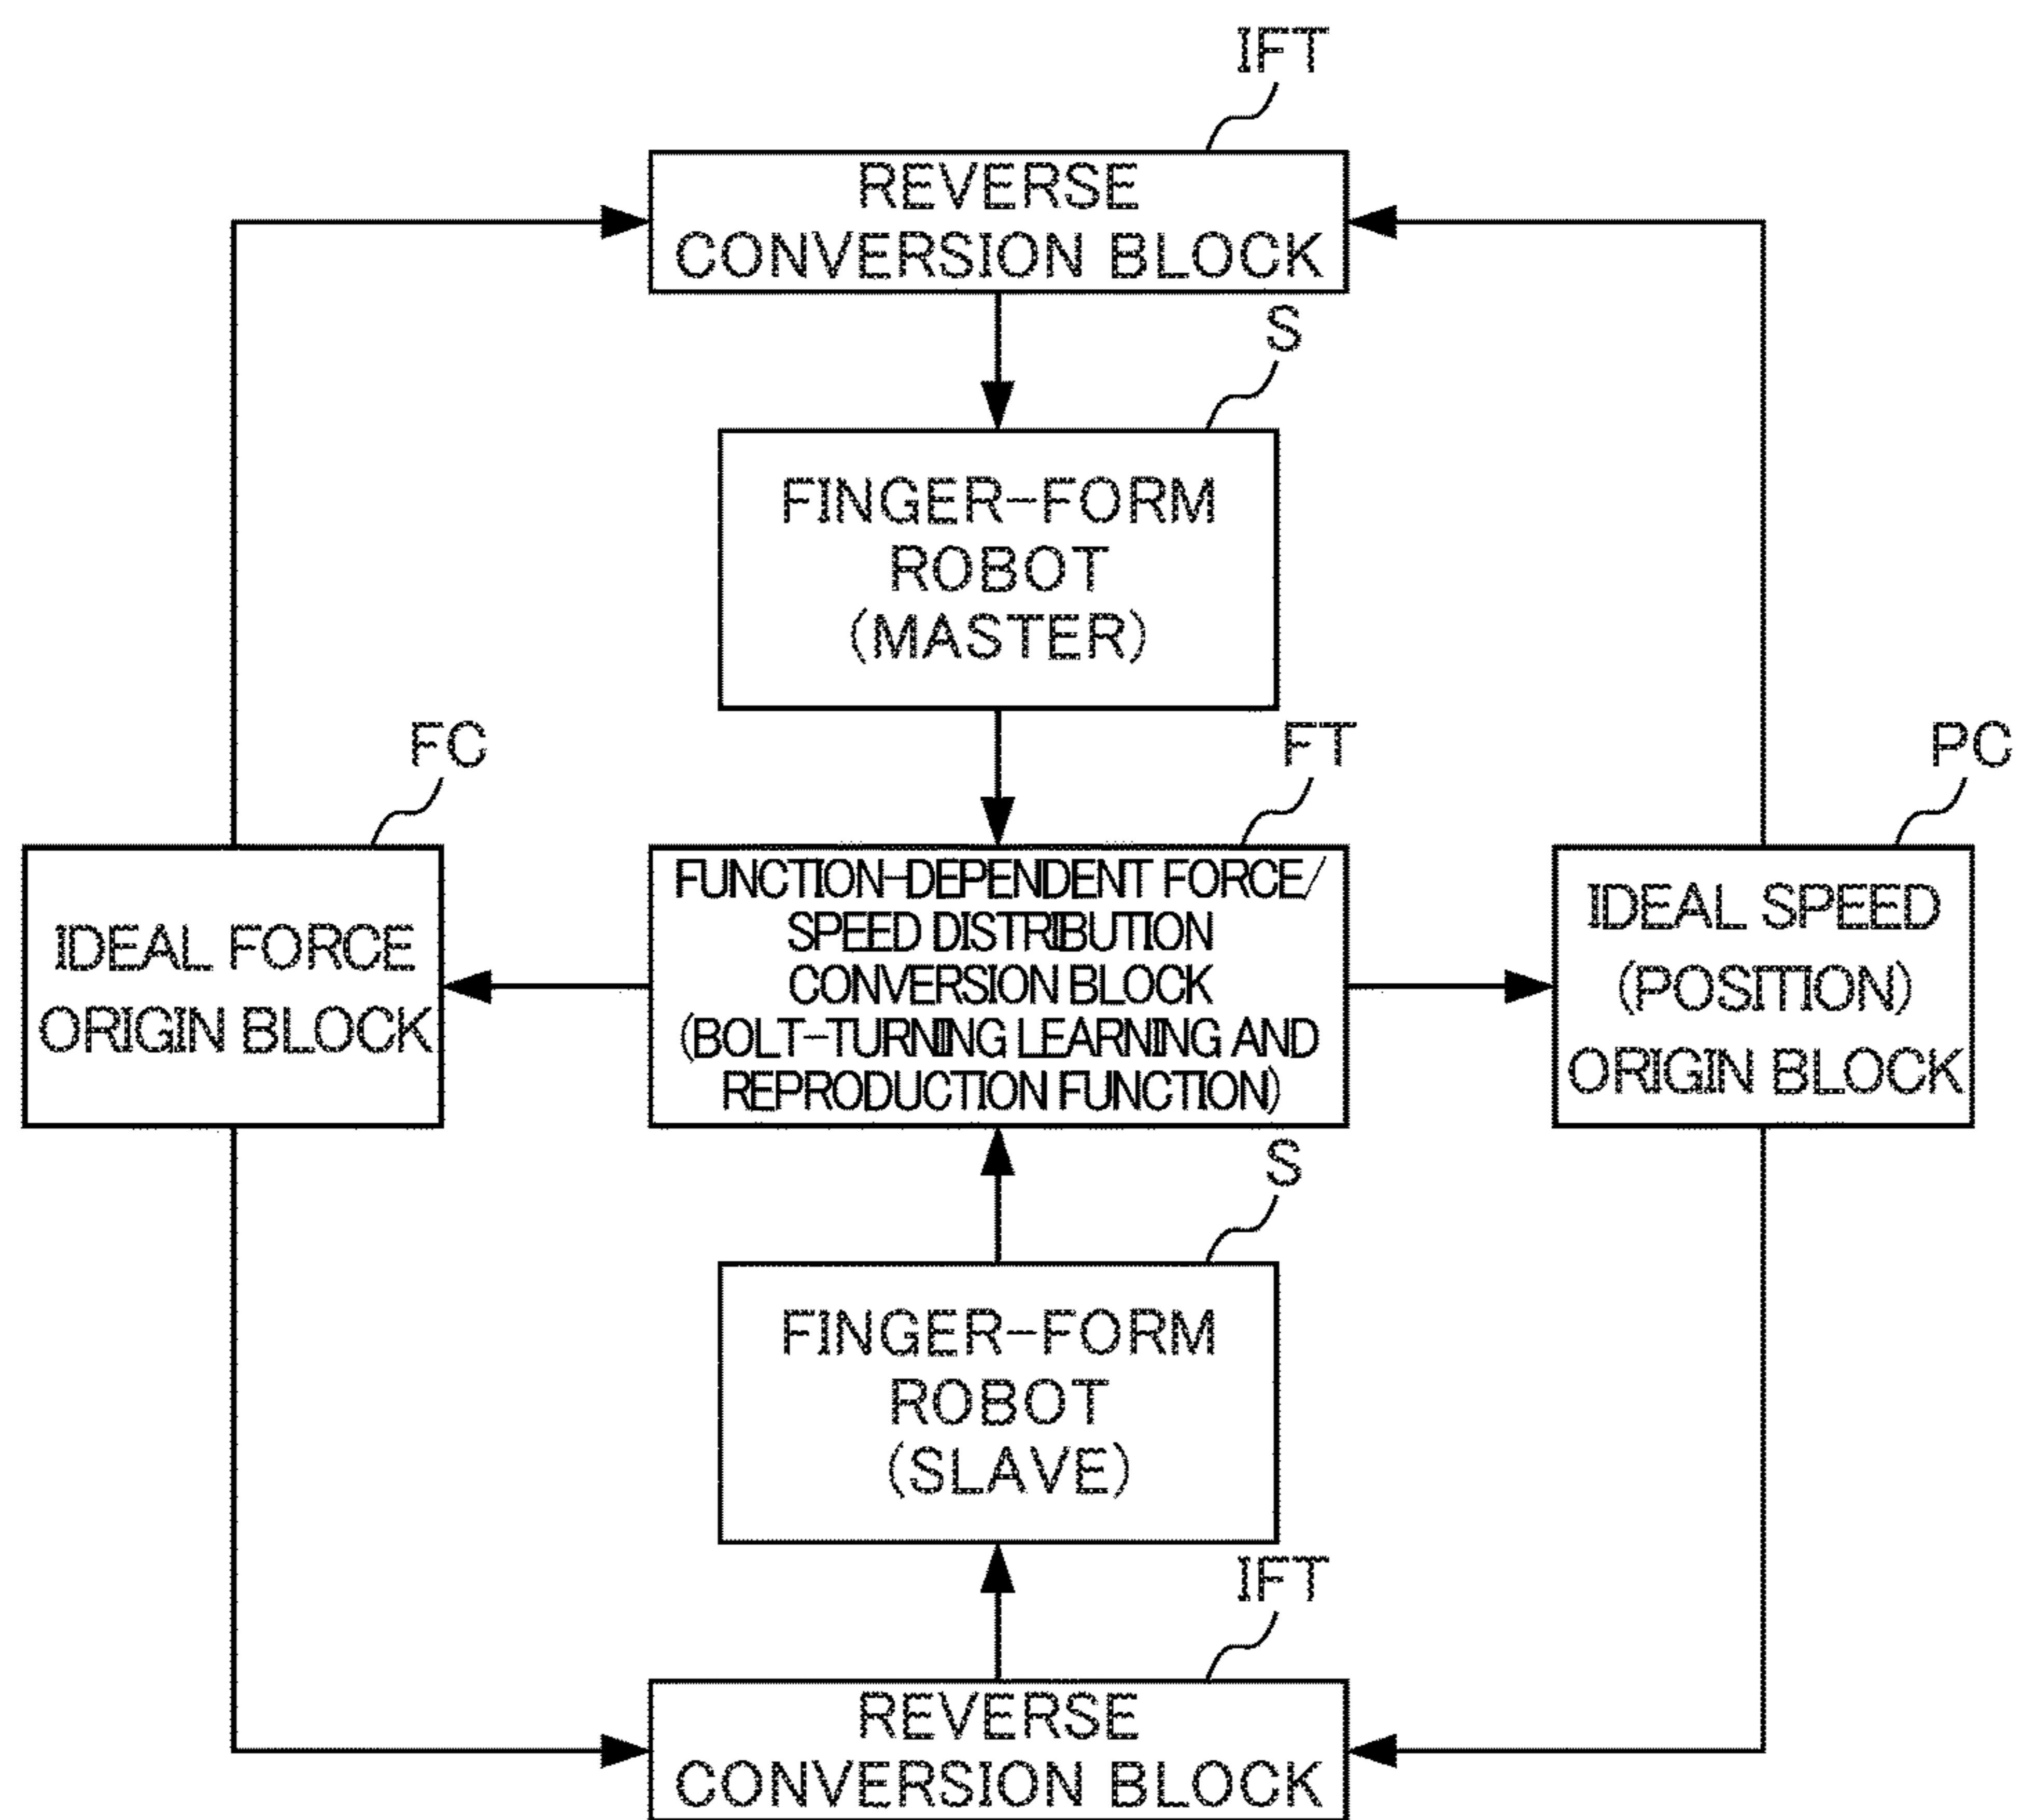 IFT
REVERSE
CONVERSION BLOCK
S
FINGER-FORM
ROBOT
(MASTER)
FC
FT
PC
IDEAL FORCE
ORIGIN BLOCK
FUNCTION-DEPENDENT FORCE/
SPEED DISTRIBUTION
CONVERSION BLOCK
(BOLT-TURNING LEARNING AND
REPRODUCTION FUNCTION)
IDEAL SPEED
(POSITION)
ORIGIN BLOCK
S
FINGER-FORM
ROBOT
(SLAVE)
IFT
REVERSE
CONVERSION BLOCK